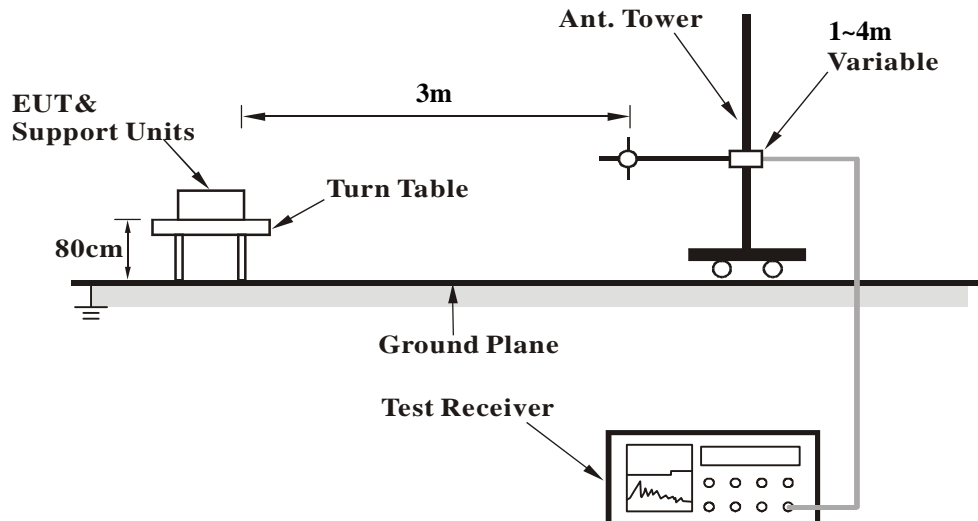 Ant. Tower
1~4m
Variable
3m
EUT&
Support Units
Turn Table
80cm
Ground Plane
Test Receiver